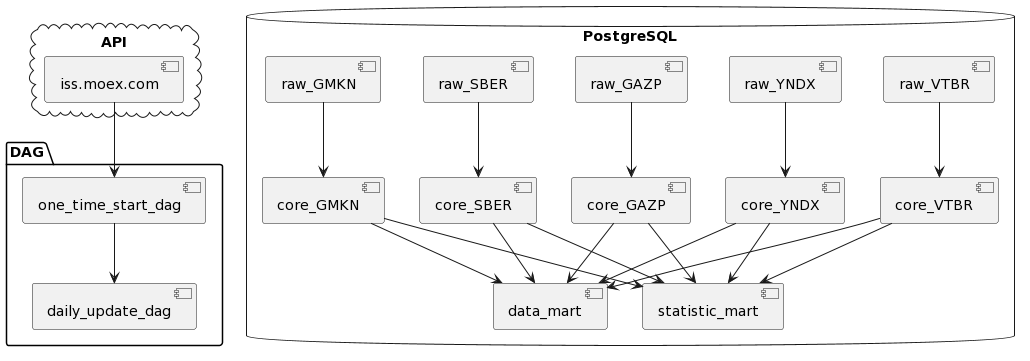 API
iss.moex.com
DAG
one_time_start_dag
daily_update_dag
PostgreSQL
raw_GMKN
raw_SBER
raw_GAZP
raw_YNDX
raw_VTBR
core_GMKN
core_SBER
core_GAZP
core_YNDX
core_VTBR
data_mart
statistic_mart